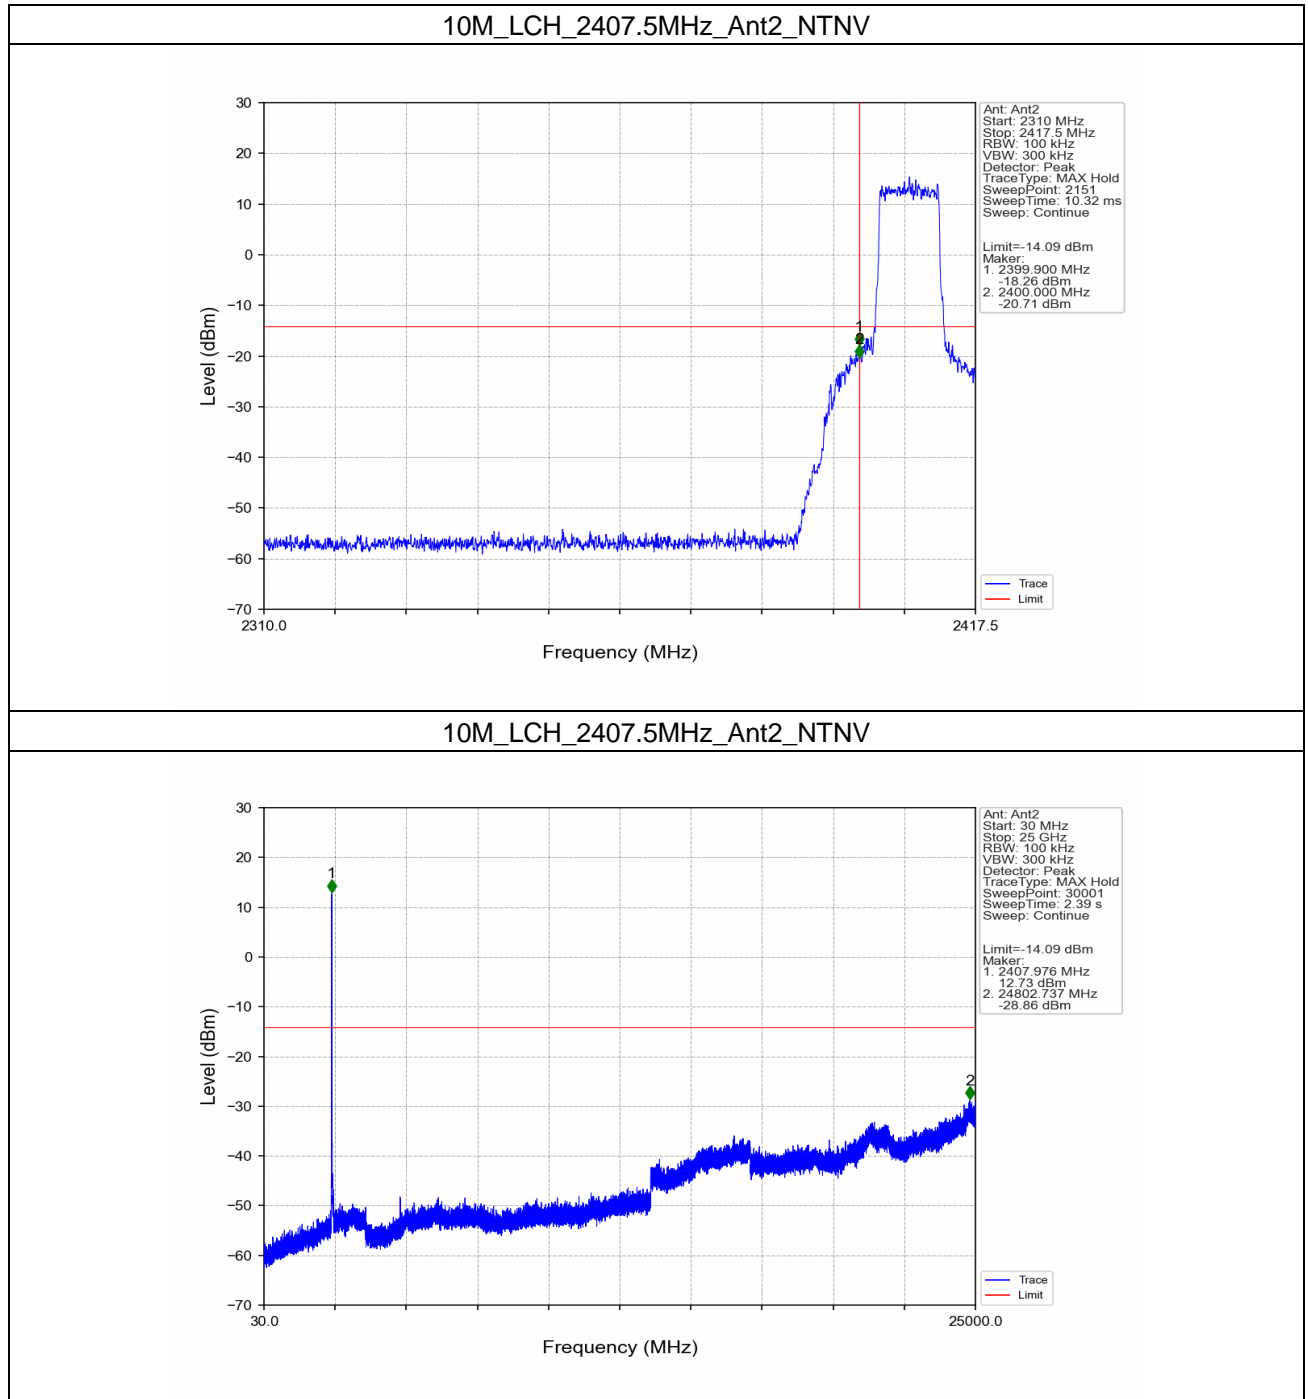 10M_LCH_2407.5MHz_Ant2_NTNV
30
20
10
0
−10
−20
−30
−40
−50
−60
−70
Level (dBm)
2310.0
2417.5
Frequency (MHz)
1
2
Ant: Ant2
Start: 2310 MHz
Stop: 2417.5 MHz
RBW: 100 kHz
VBW: 300 kHz
Detector: Peak
TraceType: MAX Hold
SweepPoint: 2151
SweepTime: 10.32 ms
Sweep: Continue
Limit=-14.09 dBm
Maker:
1. 2399.900 MHz
-18.26 dBm
2. 2400.000 MHz
-20.71 dBm
Trace
Limit
10M_LCH_2407.5MHz_Ant2_NTNV
30
20
10
0
−10
−20
−30
−40
−50
−60
−70
Level (dBm)
30.0
25000.0
Frequency (MHz)
1
2
Ant: Ant2
Start: 30 MHz
Stop: 25 GHz
RBW: 100 kHz
VBW: 300 kHz
Detector: Peak
TraceType: MAX Hold
SweepPoint: 30001
SweepTime: 2.39 s
Sweep: Continue
Limit=-14.09 dBm
Maker:
1. 2407.976 MHz
12.73 dBm
2. 24802.737 MHz
-28.86 dBm
Trace
Limit